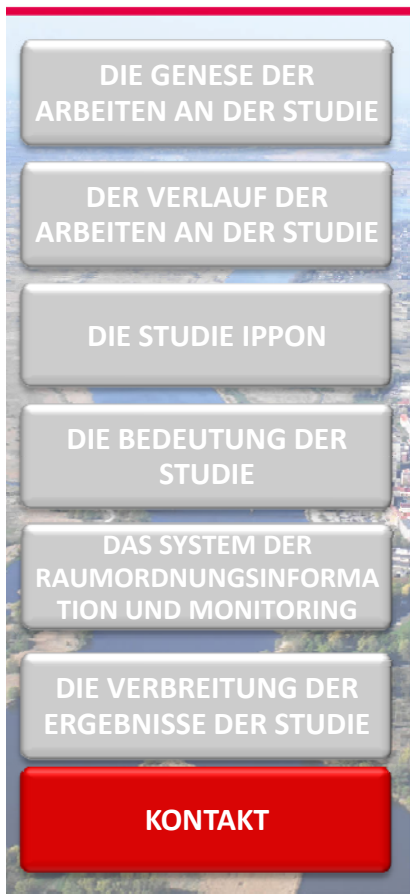 DIE GENESE DER
ARBEITEN AN DER STUDIE
DER VERLAUF DER
ARBEITEN AN DER STUDIE
DIE STUDIE IPPON
DIE BEDEUTUNG DER
STUDIE
DAS SYSTEM DER
RAUMORDNUNGSINFORMA
TION UND MONITORING
DIE VERBREITUNG DER
ERGEBNISSE DER STUDIE
KONTAKT